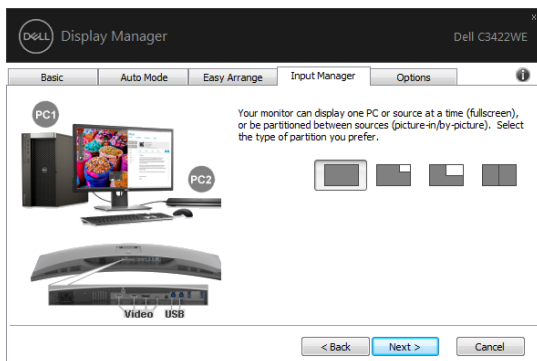 DELL Display Manager
Dell C3422WE
Basic
Auto Mode
Easy Arrange
Input Manager
Options
PC1
PC2
Your monitor can display one PC or source at a time (fullscreen),
or be partitioned between sources (picture-in/by-picture). Select
the type of partition you prefer.
Video USB
< Back
Next >
Cancel